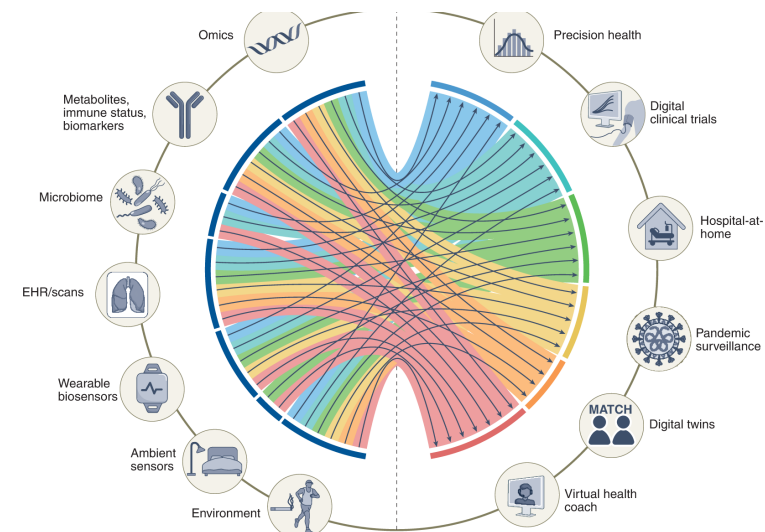 Omics
Metabolites,
immune status,
biomarkers
Microbiome
EHR/scans
Wearable
biosensors
Ambient
sensors
Environment
Precision health
Digital
clinical trials
Hospital-at-
home
Pandemic
surveillance
MATCH
Digital twins
Virtual health
coach